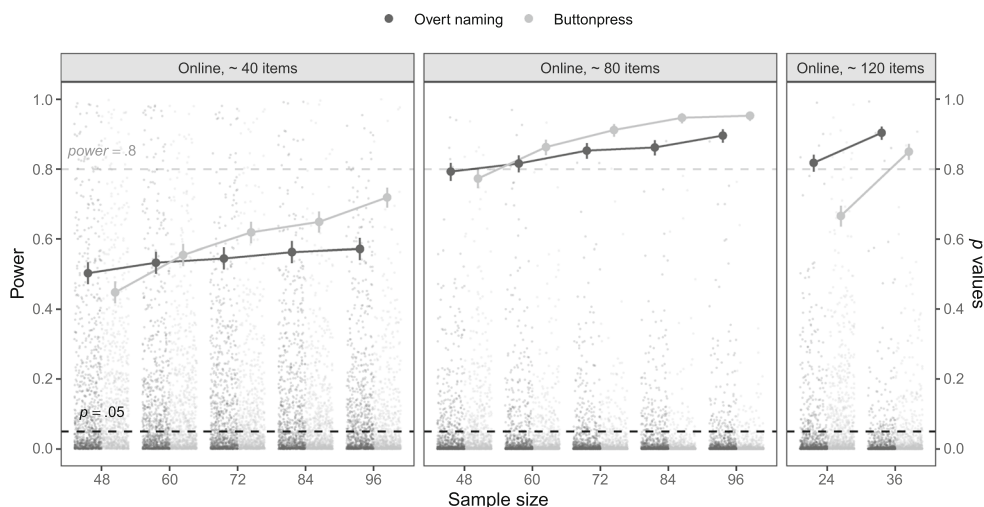 Overt naming Buttonpress
Online, ~ 40 items Online, ~ 80 items Online, ~ 120 items
1.0 1.0
power = .8
0.8 0.8
0.6 0.6
Power
p values
0.4 0.4
0.2 0.2
p = .05
0.0 0.0
48 60 72 84 96 48 60 72 84 96 24 36
Sample size